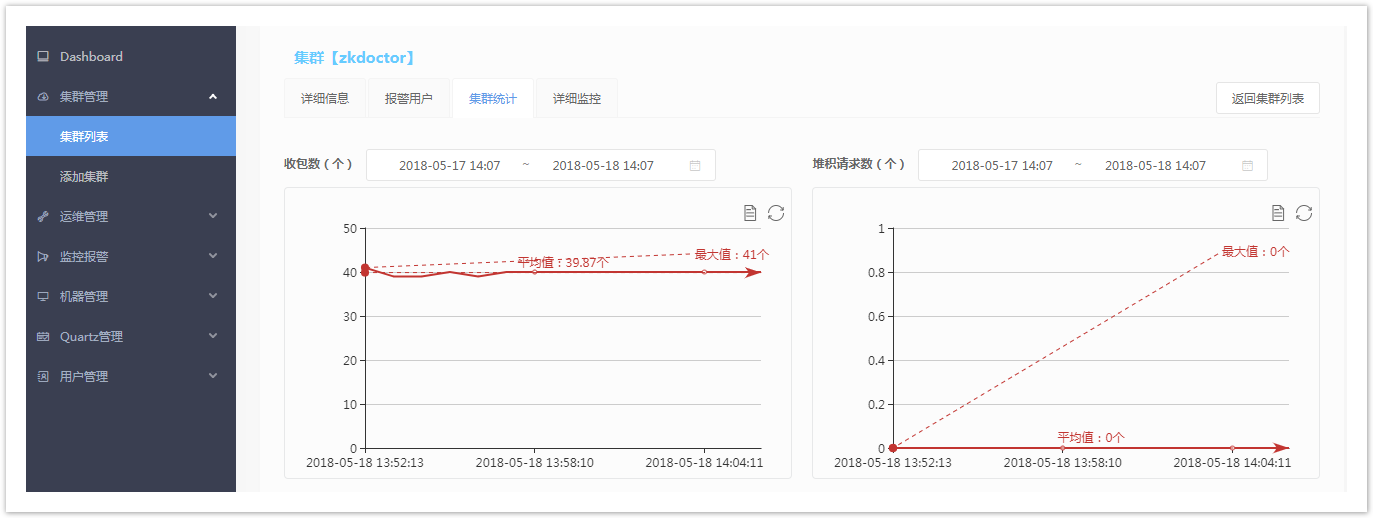 Dashboard
集群管理
集群列表
添加集群
运维管理
监控报警
机器管理
Quartz管理
用户管理
集群【zkdoctor】
详细信息 报警用户 集群统计 详细监控 返回集群列表
收包数（个） 2018-05-17 14:07 ~ 2018-05-18 14:07
50
40
30
20
10
0
最大值：41个
平均值：39.87个
2018-05-18 13:52:13 2018-05-18 13:58:10 2018-05-18 14:04:11
堆积请求数（个） 2018-05-17 14:07 ~ 2018-05-18 14:07
1
0.8
0.6
0.4
0.2
0
最大值：0个
平均值：0个
2018-05-18 13:52:13 2018-05-18 13:58:10 2018-05-18 14:04:11